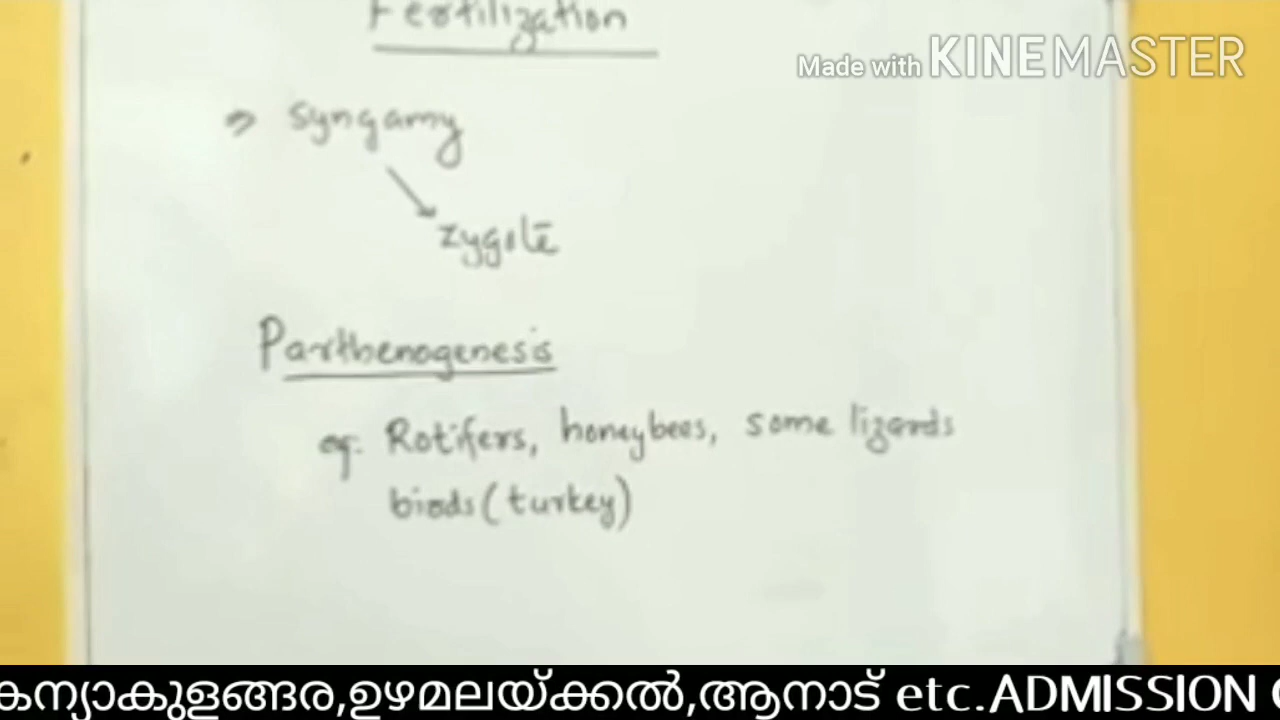 Fertilization
Made with KINEMASTER
⇒ Syngamy
zygote
Parthenogenesis
eg. Rotifers, honeybees, some lizards
birds (turkey)
കന്യാകുളങ്ങര,ഉഴമലയ്ക്കൽ,ആനാട് etc.ADMISSION